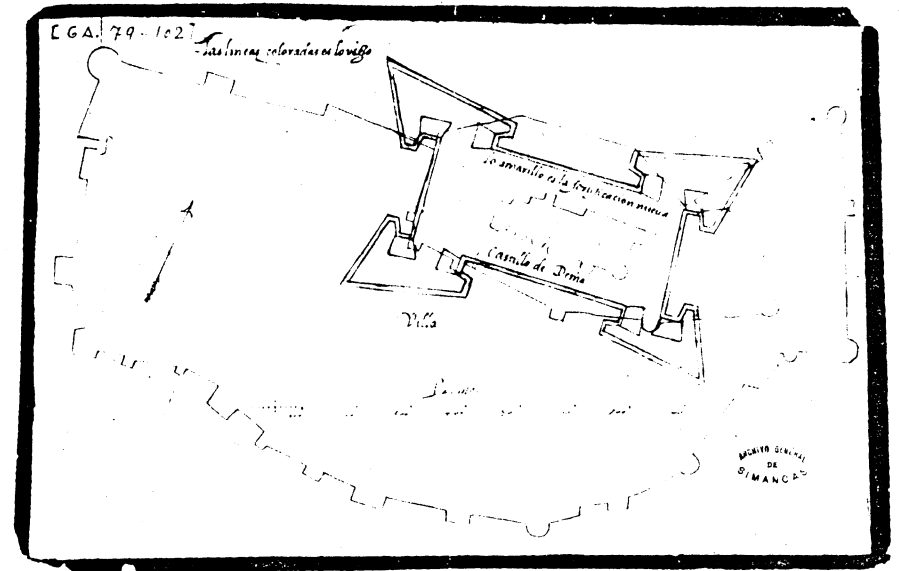 [GA. 79-102]
las lineas coloradas es lo viejo
lo amarillo es la fortificacion nueva
Castillo de Denia
Villa
ARCHIVO GENERAL
DE
SIMANCAS